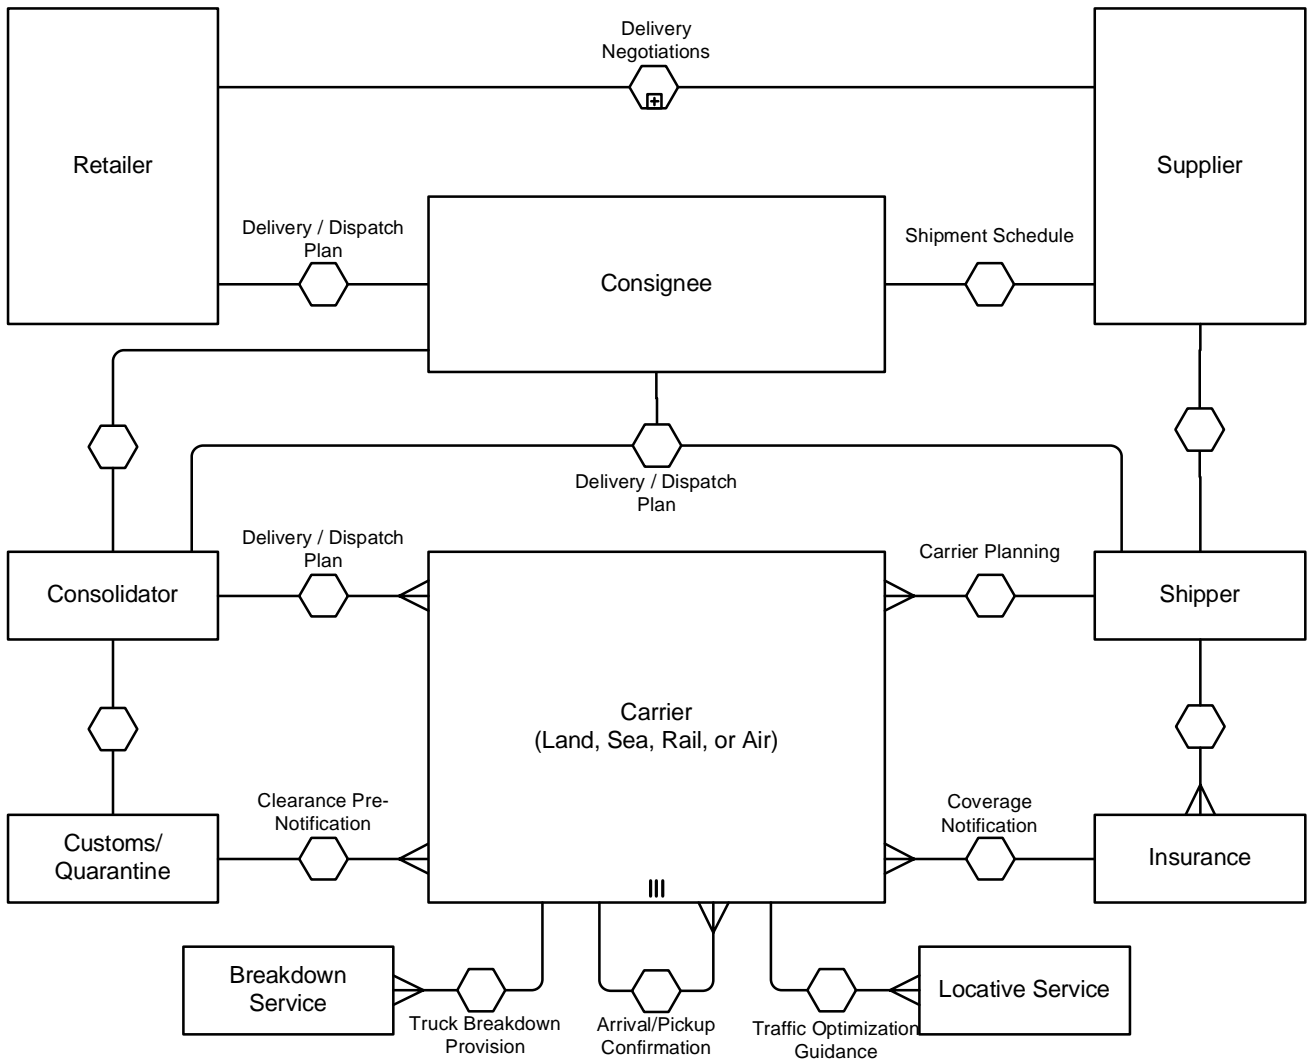 Delivery
Negotiations
Retailer
Supplier
Delivery / Dispatch
Plan
Shipment Schedule
Consignee
Delivery / Dispatch
Plan
Delivery / Dispatch
Plan
Carrier Planning
Consolidator
Shipper
Carrier
(Land, Sea, Rail, or Air)
Clearance Pre-
Notification
Coverage
Notification
Customs/
Quarantine
Insurance
Breakdown
Service
Locative Service
Truck Breakdown
Provision
Arrival/Pickup
Confirmation
Traffic Optimization
Guidance